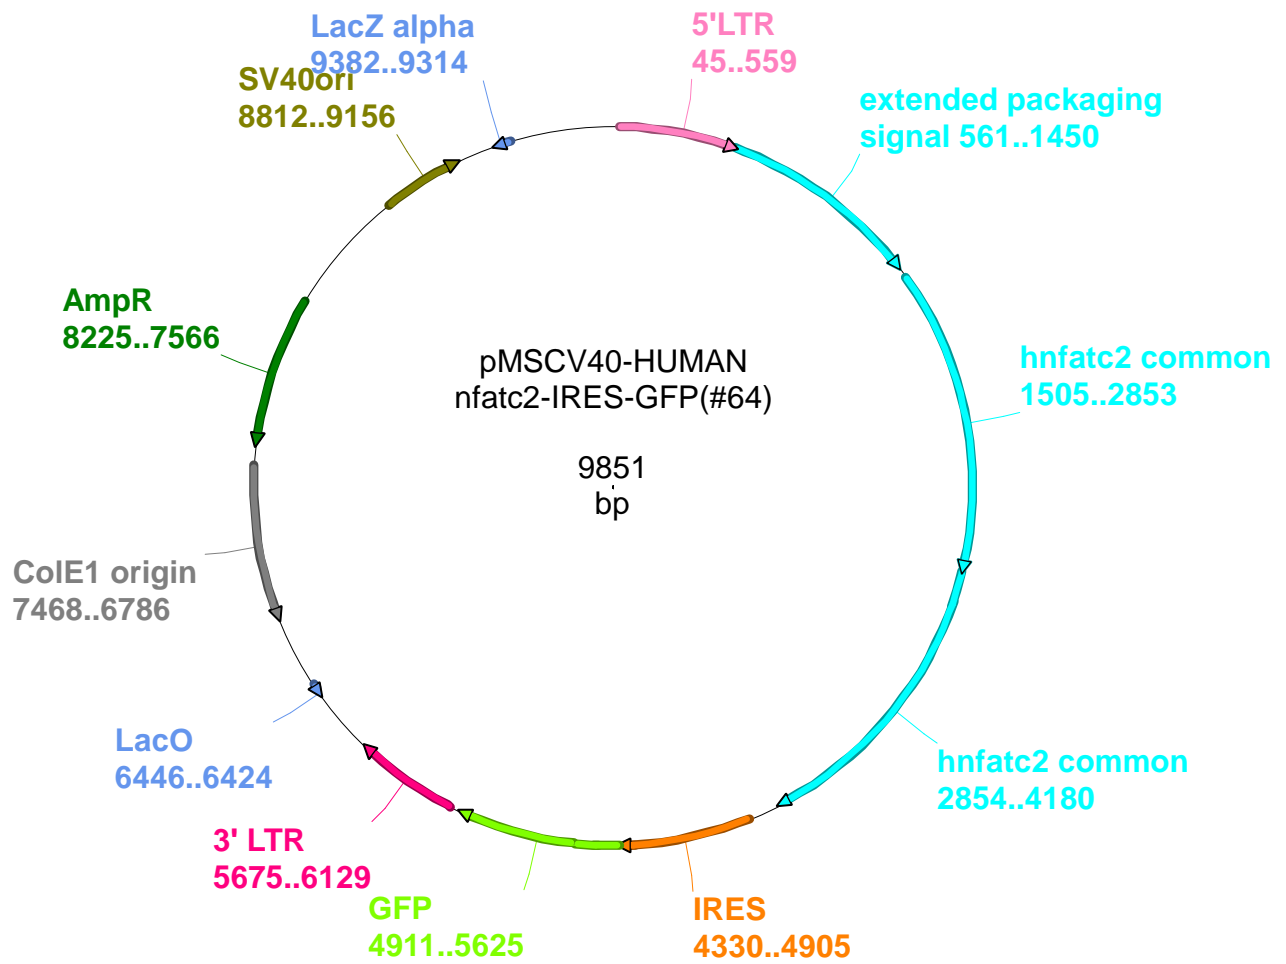 LacZ alpha
9382..9314
5'LTR
45..559
SV40ori
8812..9156
extended packaging
signal 561..1450
AmpR
8225..7566
pMSCV40-HUMAN
nfatc2-IRES-GFP(#64)
9851
bp
hnfatc2 common
1505..2853
ColE1 origin
7468..6786
LacO
6446..6424
hnfatc2 common
2854..4180
3' LTR
5675..6129
GFP
4911..5625
IRES
4330..4905